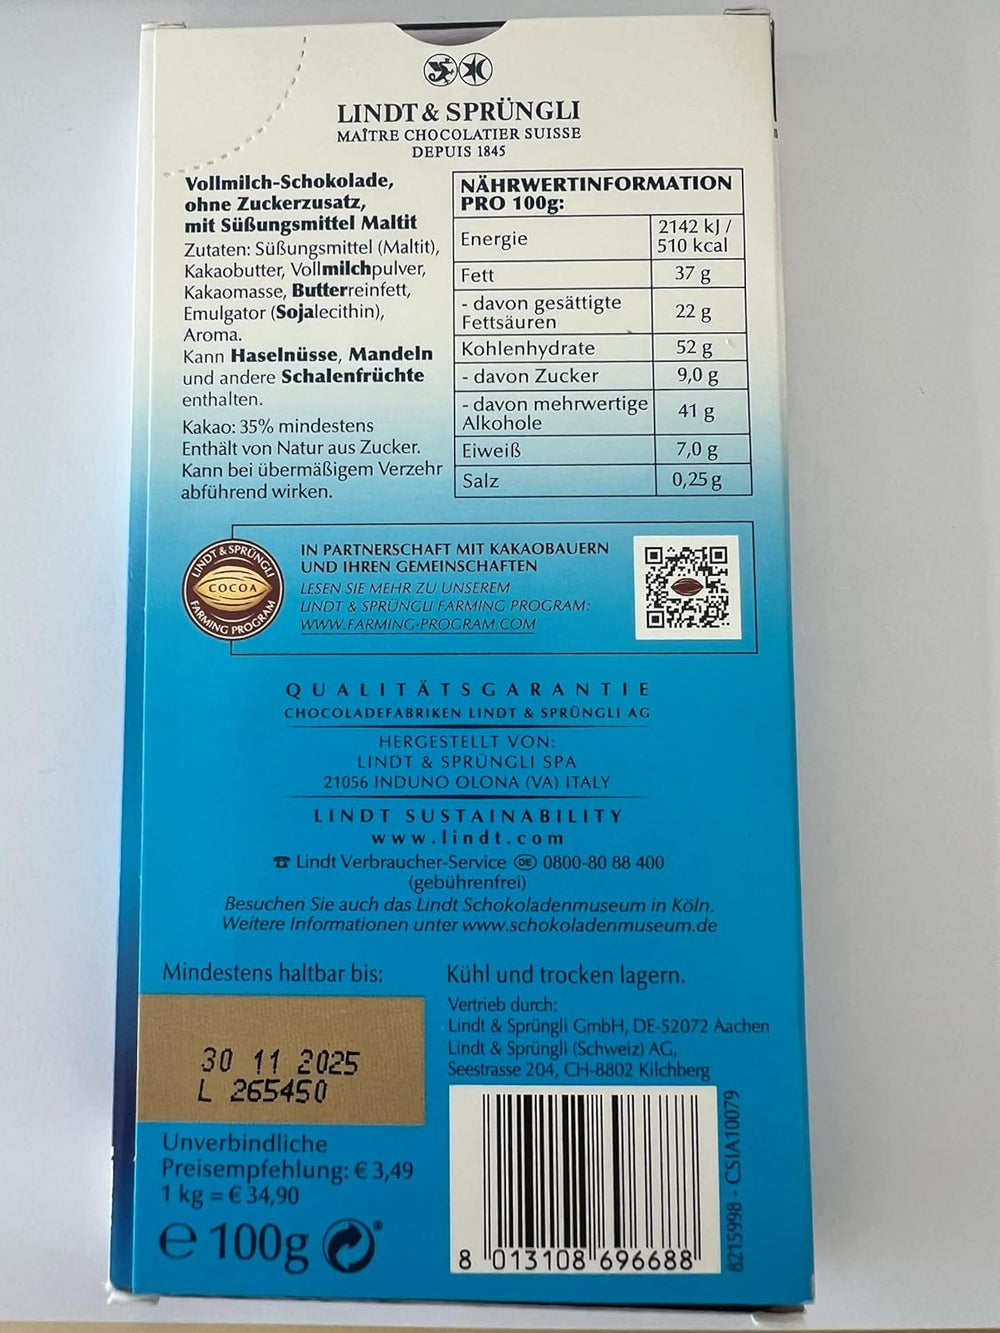 LINDT & SPRÜNGLI
MAÎTRE CHOCOLATIER SUISSE
DEPUIS 1845
Vollmilch-Schokolade,
ohne Zuckerzusatz,
mit Süßungsmittel Maltit
Zutaten: Süßungsmittel (Maltit),
Kakaobutter, Vollmilchpulver,
Kakaomasse, Butterreinfett,
Emulgator (Sojalecithin),
Aroma.
Kann Haselnüsse, Mandeln
und andere Schalenfrüchte
enthalten.
Kakao: 35% mindestens
Enthält von Natur aus Zucker.
Kann bei übermäßigem Verzehr
abführend wirken.
NÄHRWERTINFORMATION
PRO 100g:
Energie 2142 kJ /
510 kcal
Fett 37 g
- davon gesättigte
Fettsäuren 22 g
Kohlenhydrate 52 g
- davon Zucker 9,0 g
- davon mehrwertige
Alkohole 41 g
Eiweiß 7,0 g
Salz 0,25 g
LINDT & SPRÜNGLI
COCOA
FARMING PROGRAM
IN PARTNERSCHAFT MIT KAKAOBAUERN
UND IHREN GEMEINSCHAFTEN
LESEN SIE MEHR ZU UNSEREM
LINDT & SPRÜNGLI FARMING PROGRAM:
WWW.FARMING-PROGRAM.COM
QUALITÄTSGARANTIE
CHOCOLADEFABRIKEN LINDT & SPRÜNGLI AG
HERGESTELLT VON:
LINDT & SPRÜNGLI SPA
21056 INDUNO OLONA (VA) ITALY
LINDT SUSTAINABILITY
www.lindt.com
☎ Lindt Verbraucher-Service DE 0800-80 88 400
(gebührenfrei)
Besuchen Sie auch das Lindt Schokoladenmuseum in Köln.
Weitere Informationen unter www.schokoladenmuseum.de
Mindestens haltbar bis:
30 11 2025
L 265450
Unverbindliche
Preisempfehlung: € 3,49
1 kg = € 34,90
e 100g ®
Kühl und trocken lagern.
Vertrieb durch:
Lindt & Sprüngli GmbH, DE-52072 Aachen
Lindt & Sprüngli (Schweiz) AG,
Seestrasse 204, CH-8802 Kilchberg
8 013108 696688
8215998 - CSIA10079